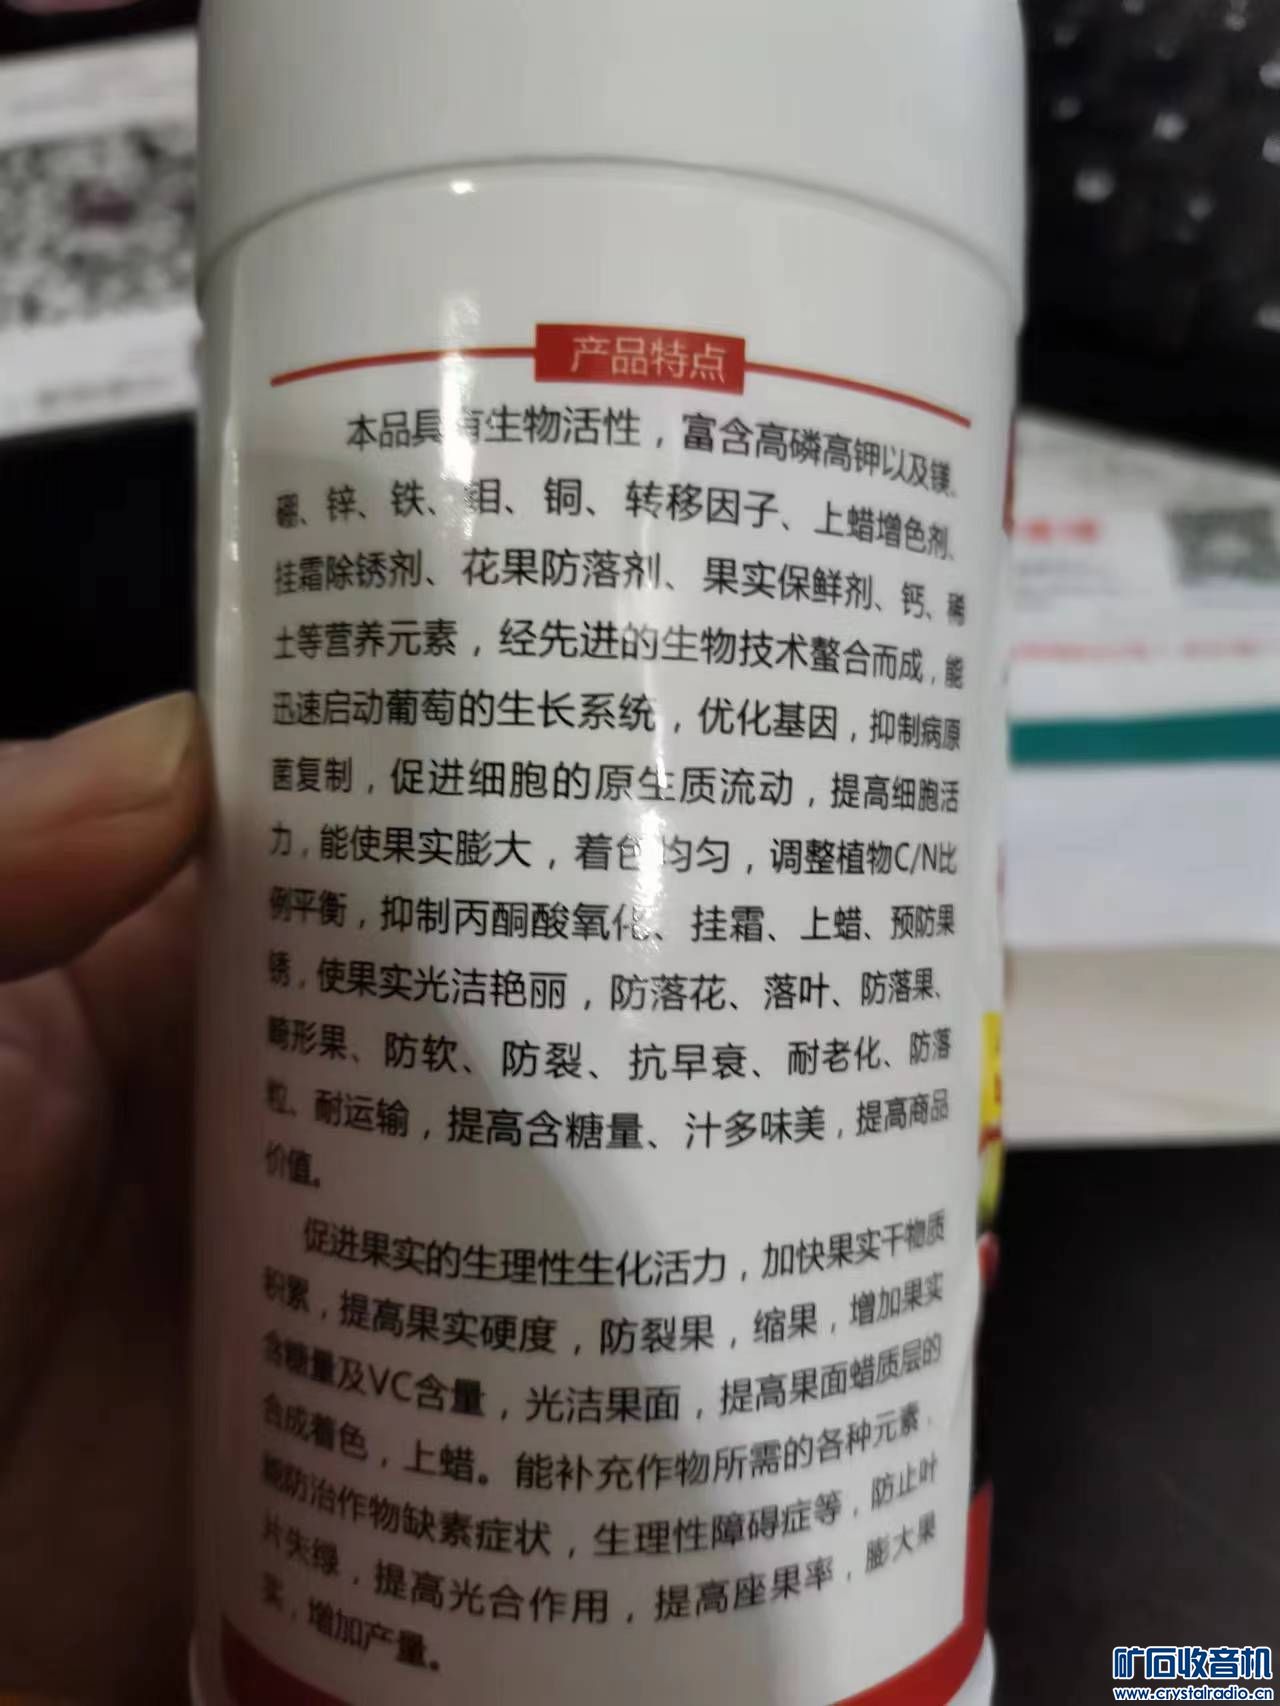 产品特点
本品具有生物活性，富含高磷高钾以及镁、
硼、锌、铁、钼、铜、转移因子、上蜡增色剂、
挂霜除锈剂、花果防落剂、果实保鲜剂、钙、稀
土等营养元素，经先进的生物技术螯合而成，能
迅速启动葡萄的生长系统，优化基因，抑制病原
菌复制，促进细胞的原生质流动，提高细胞活
力，能使果实膨大，着色均匀，调整植物C/N比
例平衡，抑制丙酮酸氧化、挂霜、上蜡、预防果
锈，使果实光洁艳丽，防落花、落叶、防落果、
畸形果、防软、防裂、抗早衰、耐老化、防落
粒、耐运输，提高含糖量、汁多味美，提高商品
价值。
促进果实的生理性生化活力，加快果实干物质
积累，提高果实硬度，防裂果，缩果，增加果实
含糖量及VC含量，光洁果面，提高果面蜡质层的
合成着色，上蜡。能补充作物所需的各种元素，
能防治作物缺素症状，生理性障碍症等，防止叶
片失绿，提高光合作用，提高座果率，膨大果
实，增加产量。
矿石收音机
www.crystalradio.cn